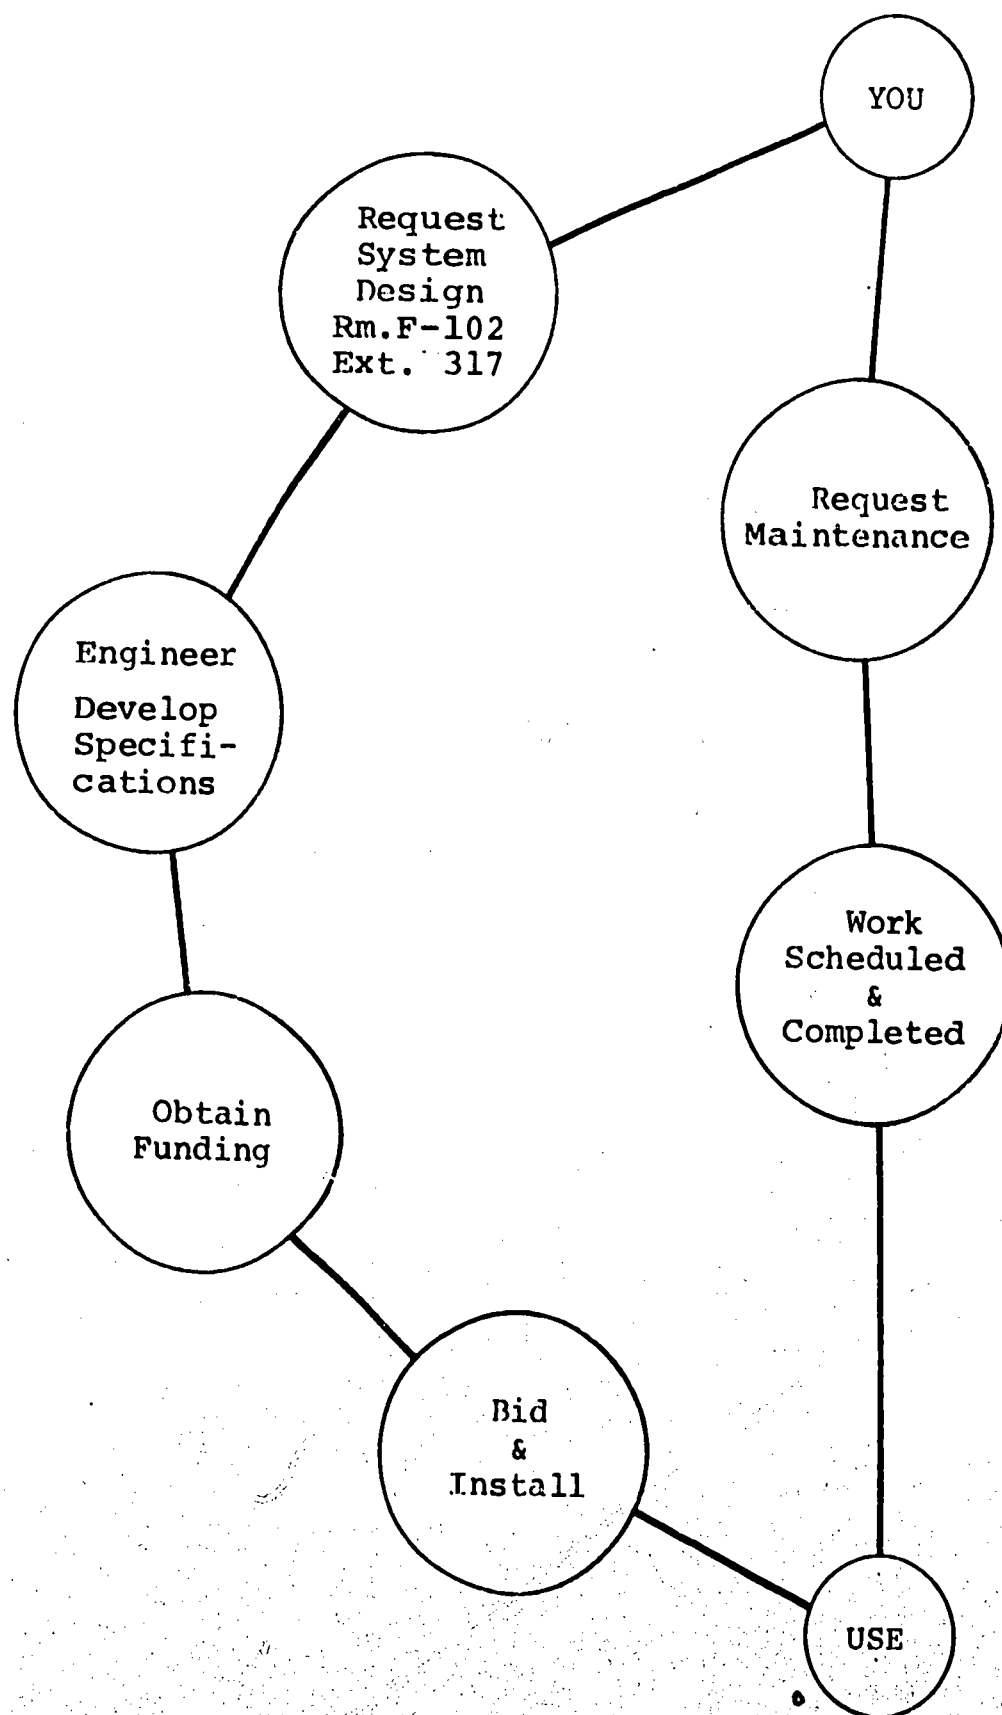 YOU
Request
System
Design
Rm.F-102
Ext. 317
Request
Maintenance
Engineer
Develop
Specifi-
cations
Work
Scheduled
&
Completed
Obtain
Funding
Bid
&
Install
USE